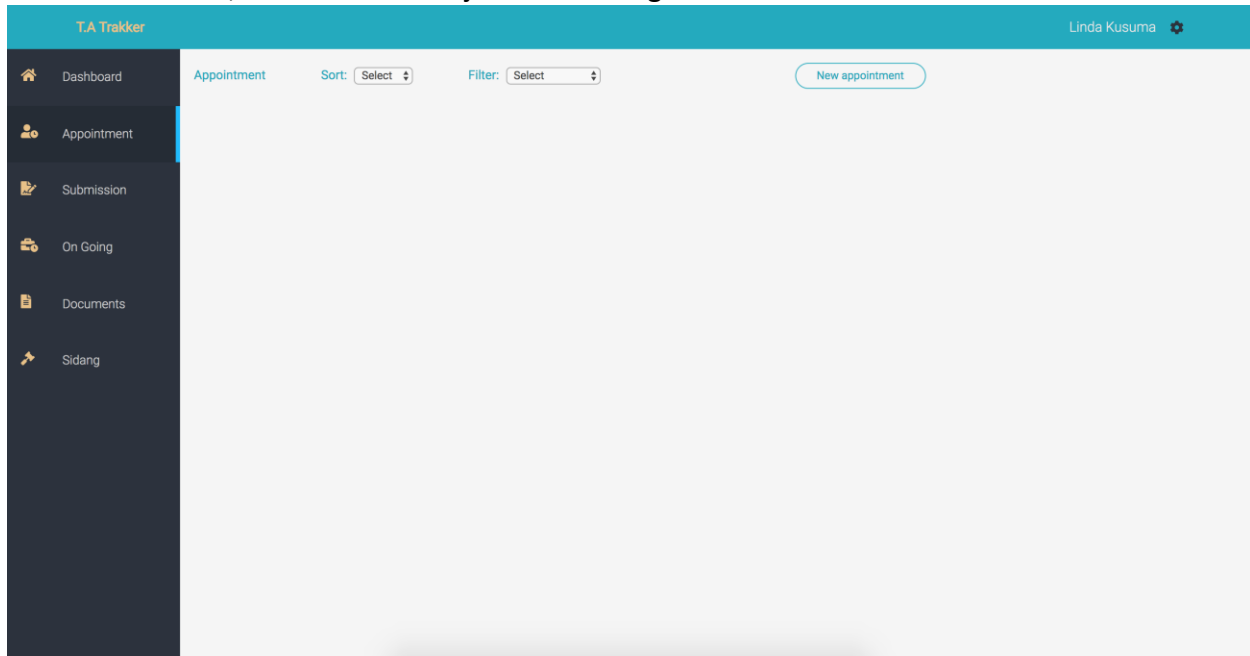 T.A Trakker Linda Kusuma
Dashboard
Appointment
Submission
On Going
Documents
Sidang
Appointment Sort: Select Filter: Select New appointment